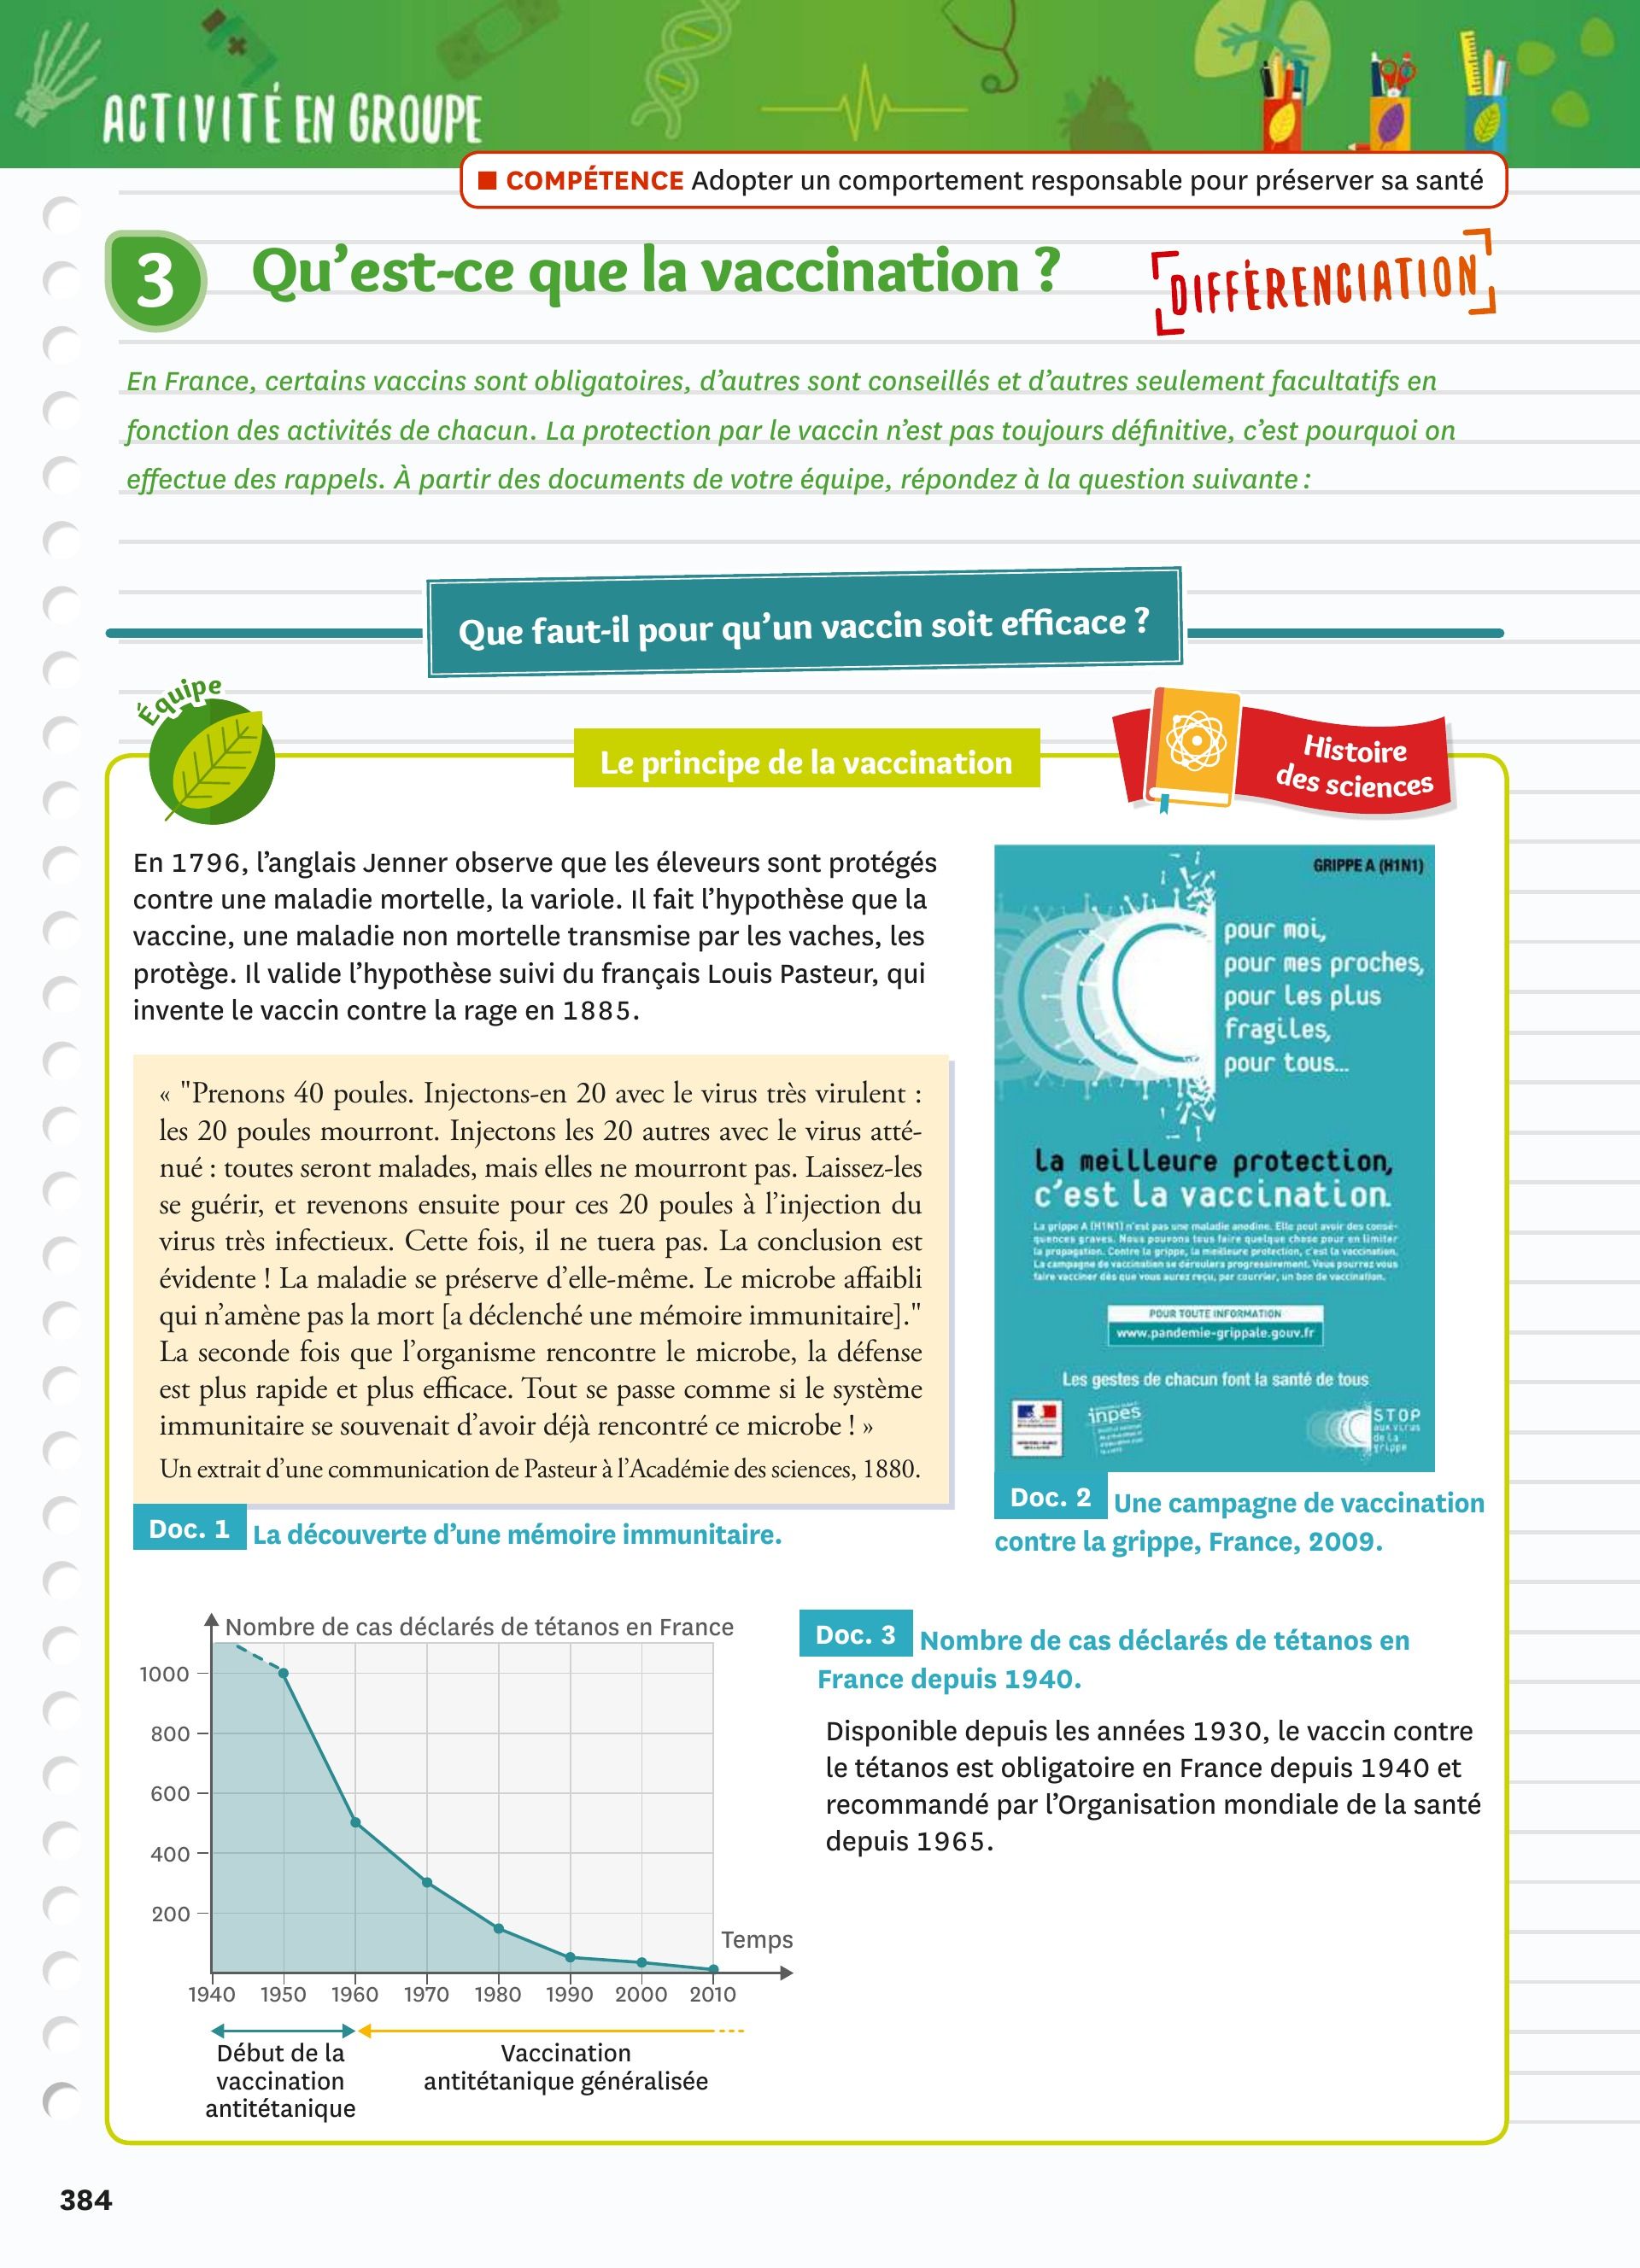 ACTIVITÉ EN GROUPE
■ COMPÉTENCE Adopter un comportement responsable pour préserver sa santé
3 Qu'est-ce que la vaccination ?
DIFFÉRENCIATION
En France, certains vaccins sont obligatoires, d'autres sont conseillés et d'autres seulement facultatifs en
fonction des activités de chacun. La protection par le vaccin n'est pas toujours définitive, c'est pourquoi on
effectue des rappels. À partir des documents de votre équipe, répondez à la question suivante :
Que faut-il pour qu'un vaccin soit efficace ?
Équipe
Le principe de la vaccination
Histoire
des sciences
En 1796, l'anglais Jenner observe que les éleveurs sont protégés
contre une maladie mortelle, la variole. Il fait l'hypothèse que la
vaccine, une maladie non mortelle transmise par les vaches, les
protège. Il valide l'hypothèse suivi du français Louis Pasteur, qui
invente le vaccin contre la rage en 1885.
« "Prenons 40 poules. Injectons-en 20 avec le virus très virulent :
les 20 poules mourront. Injectons les 20 autres avec le virus atté-
nué : toutes seront malades, mais elles ne mourront pas. Laissez-les
se guérir, et revenons ensuite pour ces 20 poules à l'injection du
virus très infectieux. Cette fois, il ne tuera pas. La conclusion est
évidente ! La maladie se préserve d'elle-même. Le microbe affaibli
qui n'amène pas la mort [a déclenché une mémoire immunitaire]."
La seconde fois que l'organisme rencontre le microbe, la défense
est plus rapide et plus efficace. Tout se passe comme si le système
immunitaire se souvenait d'avoir déjà rencontré ce microbe ! »
Un extrait d'une communication de Pasteur à l'Académie des sciences, 1880.
Doc. 1 La découverte d'une mémoire immunitaire.
GRIPPE A (H1N1)
pour moi,
pour mes proches,
pour les plus
fragiles,
pour tous...
La meilleure protection,
c'est la vaccination.
La grippe A (H1N1) n'est pas une maladie anodine. Elle peut avoir des consé-
quences graves. Nous pouvons tous faire quelque chose pour en limiter
la propagation. Contre la grippe, la meilleure protection, c'est la vaccination.
La campagne de vaccination se déroulera progressivement. Vous pourrez vous
faire vacciner dès que vous aurez reçu, par courrier, un bon de vaccination.
POUR TOUTE INFORMATION
www.pandemie-grippale.gouv.fr
Les gestes de chacun font la santé de tous
inpes
STOP
aux virus
de la
grippe
Doc. 2 Une campagne de vaccination
contre la grippe, France, 2009.
Nombre de cas déclarés de tétanos en France
1000
800
600
400
200
Temps
1940 1950 1960 1970 1980 1990 2000 2010
Début de la
vaccination
antitétanique
Vaccination
antitétanique généralisée
Doc. 3 Nombre de cas déclarés de tétanos en
France depuis 1940.
Disponible depuis les années 1930, le vaccin contre
le tétanos est obligatoire en France depuis 1940 et
recommandé par l'Organisation mondiale de la santé
depuis 1965.
384